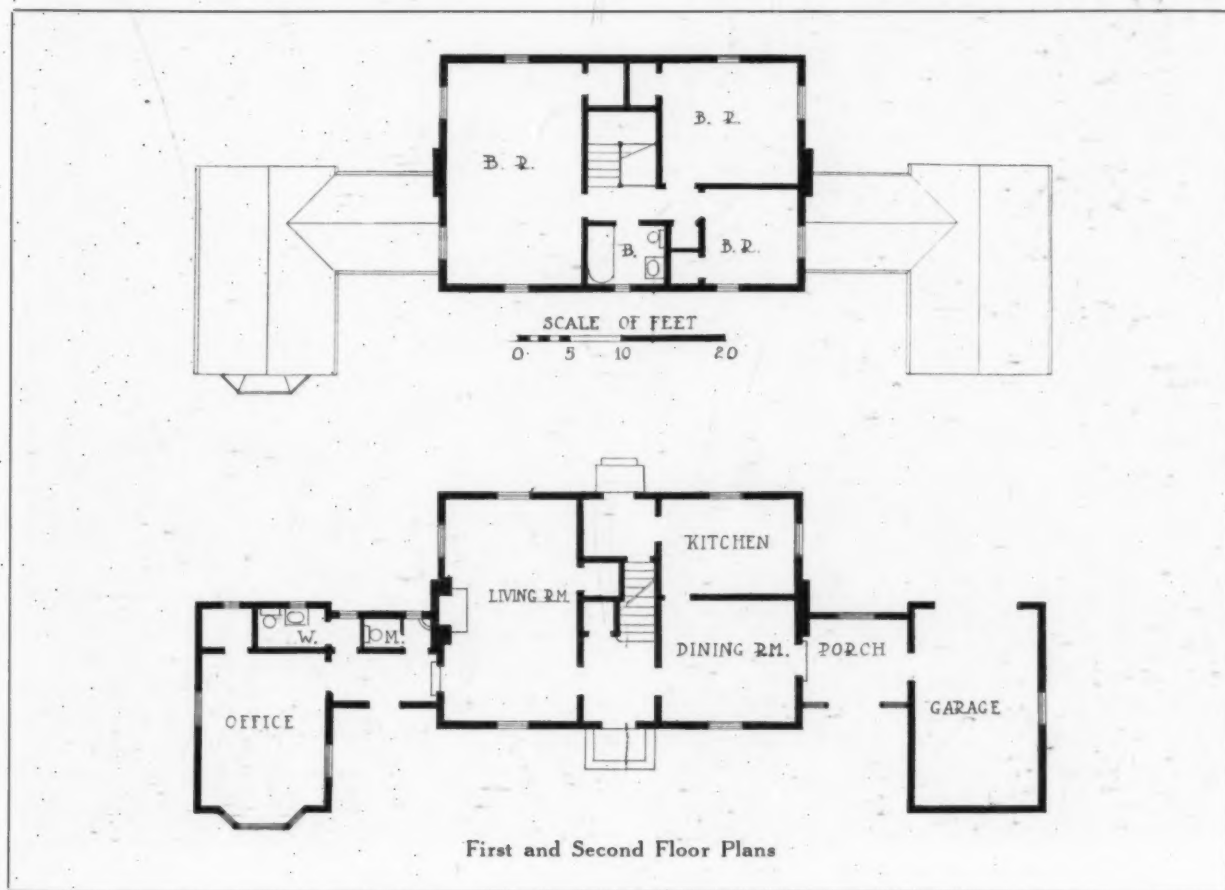 B. R.
B. R.
B.
B. R.
SCALE OF FEET
0 5 10 20
KITCHEN
LIVING RM
W.
M.
DINING RM.
PORCH
OFFICE
GARAGE
First and Second Floor Plans